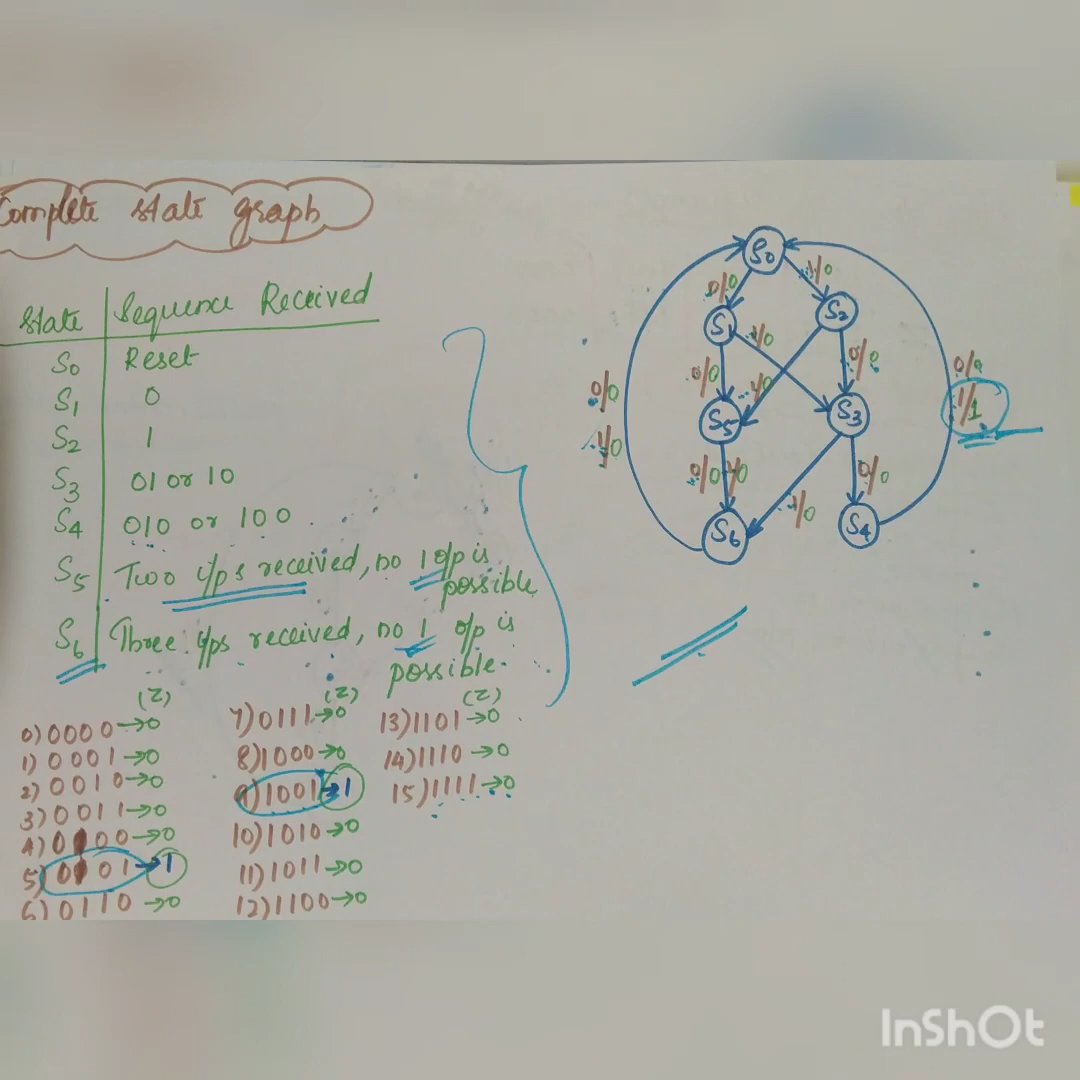 Complete state graph
State Sequence Received
S0 Reset
S1 0
S2 1
S3 01 or 10
S4 010 or 100
S5 Two i/ps received, no 1 o/p is possible
S6 Three i/ps received, no 1 o/p is possible.
(Z)
0) 0000→0
1) 0001→0
2) 0010→0
3) 0011→0
4) 0100→0
5) 0101→1
6) 0110→0
(Z)
7) 0111→0
8) 1000→0
9) 1001→1
10) 1010→0
11) 1011→0
12) 1100→0
(Z)
13) 1101→0
14) 1110→0
15) 1111→0
S0
0/0 1/0
S1 S2
1/0
0/0 1/0 0/0
S5 S3
0/0 1/0 0/0
1/0
S6 S4
0/0
1/0
0/0
1/1
InShOt